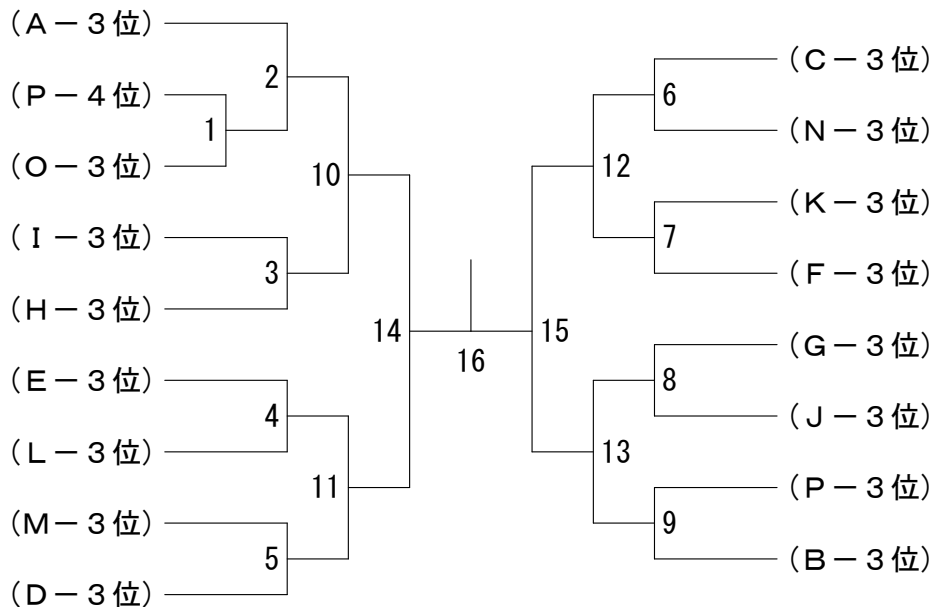 （A－3位）
（P－4位）
（O－3位）
（I－3位）
（H－3位）
（E－3位）
（L－3位）
（M－3位）
（D－3位）
1
2
3
4
5
10
11
14
16
15
12
13
6
7
8
9
（C－3位）
（N－3位）
（K－3位）
（F－3位）
（G－3位）
（J－3位）
（P－3位）
（B－3位）